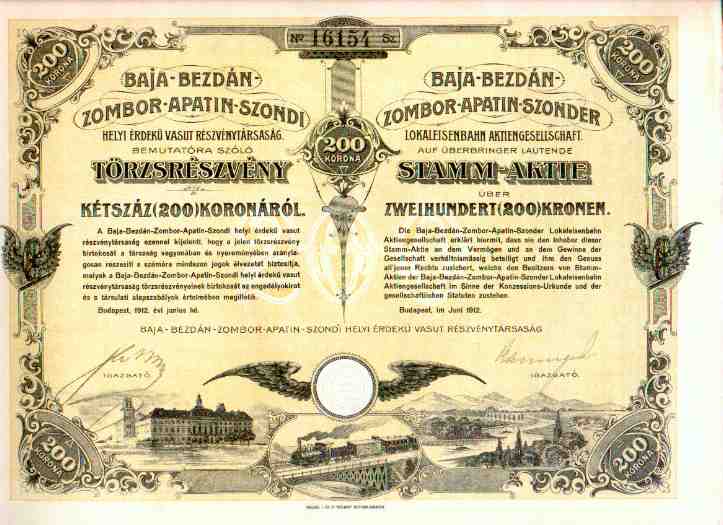 Nº 16154 Sz.
200 KORONA
200 KORONA
BAJA-BEZDÁN-
ZOMBOR-APATIN-SZONDI
HELYI ÉRDEKŰ VASUT RÉSZVÉNYTÁRSASÁG.
BEMUTATÓRA SZÓLÓ
TÖRZSRÉSZVÉNY
KÉTSZÁZ(200)KORONÁRÓL.
A Baja-Bezdán-Zombor-Apatin-Szondi helyi érdekű vasut
részvénytársaság ezennel kijelenti, hogy a jelen törzsrészvény
birtokosát a társaság vagyonában és nyereményében arányla-
gosan részesíti s számára mindazon jogok élvezetét biztosítja,
melyek a Baja-Bezdán-Zombor-Apatin-Szondi helyi érdekű vasut
részvénytársaság törzsrészvényeinek birtokosát az engedélyokirat
és a társulati alapszabályok értelmében megilletik.
Budapest, 1912. évi junius hó.
200 KORONA
BAJA-BEZDÁN-
ZOMBOR-APATIN-SZONDER
LOKALEISENBAHN AKTIENGESELLSCHAFT.
AUF ÜBERBRINGER LAUTENDE
STAMM-AKTIE
ÜBER
ZWEIHUNDERT(200)KRONEN.
Die Baja-Bezdán-Zombor-Apatin-Szonder Lokaleisenbahn
Aktiengesellschaft erklärt hiermit, dass sie den Inhaber dieser
Stamm-Aktie an dem Vermögen und an dem Gewinne der
Gesellschaft verhältnismässig beteiligt und ihm den Genuss
all'jener Rechte zusichert, welche den Besitzern von Stamm-
Aktien der Baja-Bezdán-Zombor-Apatin-Szonder Lokaleisenbahn
Aktiengesellschaft im Sinne der Konzessions-Urkunde und der
gesellschaftlichen Statuten zustehen.
Budapest, im Juni 1912.
BAJA-BEZDÁN-ZOMBOR-APATIN-SZONDI HELYI ÉRDEKŰ VASUT RÉSZVÉNYTÁRSASÁG
IGAZGATÓ.
IGAZGATÓ.
200 KORONA
200 KORONA